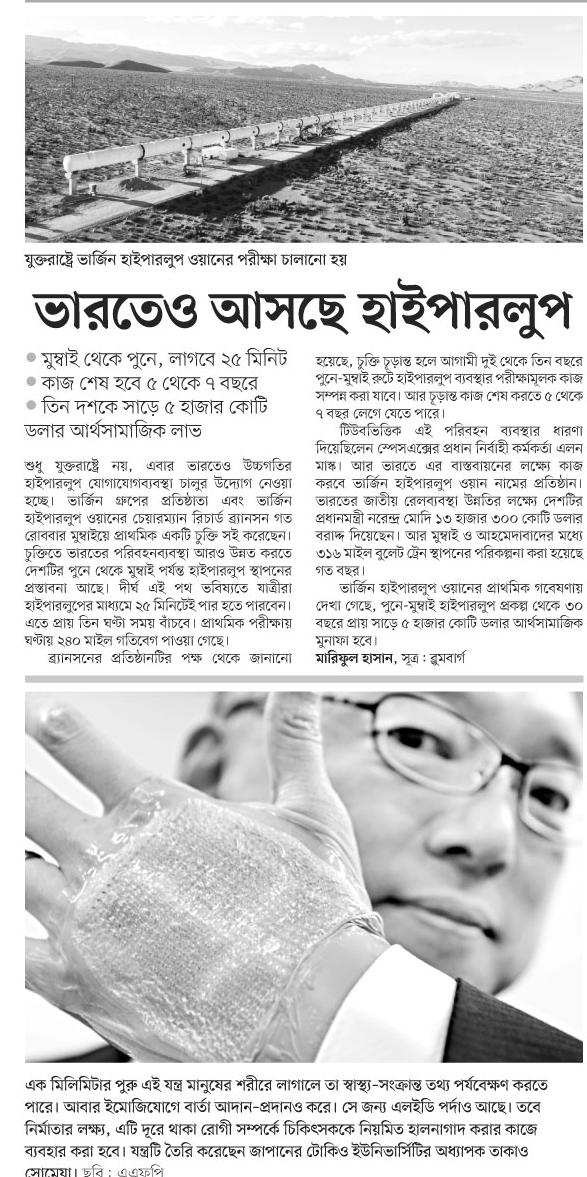 যুক্তরাষ্ট্রে ভার্জিন হাইপারলুপ ওয়ানের পরীক্ষা চালানো হয়
ভারতেও আসছে হাইপারলুপ
● মুম্বাই থেকে পুনে, লাগবে ২৫ মিনিট
● কাজ শেষ হবে ৫ থেকে ৭ বছরে
● তিন দশকে সাড়ে ৫ হাজার কোটি
ডলার আর্থসামাজিক লাভ
শুধু যুক্তরাষ্ট্রে নয়, এবার ভারতেও উচ্চগতির
হাইপারলুপ যোগাযোগব্যবস্থা চালুর উদ্যোগ নেওয়া
হচ্ছে। ভার্জিন গ্রুপের প্রতিষ্ঠাতা এবং ভার্জিন
হাইপারলুপ ওয়ানের চেয়ারম্যান রিচার্ড ব্র্যানসন গত
রোববার মুম্বাইয়ে প্রাথমিক একটি চুক্তি সই করেছেন।
চুক্তিতে ভারতের পরিবহনব্যবস্থা আরও উন্নত করতে
দেশটির পুনে থেকে মুম্বাই পর্যন্ত হাইপারলুপ স্থাপনের
প্রস্তাবনা আছে। দীর্ঘ এই পথ ভবিষ্যতে যাত্রীরা
হাইপারলুপের মাধ্যমে ২৫ মিনিটেই পার হতে পারবেন।
এতে প্রায় তিন ঘণ্টা সময় বাঁচবে। প্রাথমিক পরীক্ষায়
ঘণ্টায় ২৪০ মাইল গতিবেগ পাওয়া গেছে।
ব্র্যানসনের প্রতিষ্ঠানটির পক্ষ থেকে জানানো
হয়েছে, চুক্তি চূড়ান্ত হলে আগামী দুই থেকে তিন বছরে
পুনে-মুম্বাই রুটে হাইপারলুপ ব্যবস্থার পরীক্ষামূলক কাজ
সম্পন্ন করা যাবে। আর চূড়ান্ত কাজ শেষ করতে ৫ থেকে
৭ বছর লেগে যেতে পারে।
টিউবভিত্তিক এই পরিবহন ব্যবস্থার ধারণা
দিয়েছিলেন স্পেসএক্সের প্রধান নির্বাহী কর্মকর্তা এলন
মাস্ক। আর ভারতে এর বাস্তবায়নের লক্ষ্যে কাজ
করবে ভার্জিন হাইপারলুপ ওয়ান নামের প্রতিষ্ঠান।
ভারতের জাতীয় রেলব্যবস্থা উন্নতির লক্ষ্যে দেশটির
প্রধানমন্ত্রী নরেন্দ্র মোদি ১৩ হাজার ৩০০ কোটি ডলার
বরাদ্দ দিয়েছেন। আর মুম্বাই ও আহমেদাবাদের মধ্যে
৩১৬ মাইল বুলেট ট্রেন স্থাপনের পরিকল্পনা করা হয়েছে
গত বছর।
ভার্জিন হাইপারলুপ ওয়ানের প্রাথমিক গবেষণায়
দেখা গেছে, পুনে-মুম্বাই হাইপারলুপ প্রকল্প থেকে ৩০
বছরে প্রায় সাড়ে ৫ হাজার কোটি ডলার আর্থসামাজিক
মুনাফা হবে।
মারিফুল হাসান, সূত্র : ব্লুমবার্গ
এক মিলিমিটার পুরু এই যন্ত্র মানুষের শরীরে লাগালে তা স্বাস্থ্য-সংক্রান্ত তথ্য পর্যবেক্ষণ করতে
পারে। আবার ইমোজিযোগে বার্তা আদান-প্রদানও করে। সে জন্য এলইডি পর্দাও আছে। তবে
নির্মাতার লক্ষ্য, এটি দূরে থাকা রোগী সম্পর্কে চিকিৎসককে নিয়মিত হালনাগাদ করার কাজে
ব্যবহার করা হবে। যন্ত্রটি তৈরি করেছেন জাপানের টোকিও ইউনিভার্সিটির অধ্যাপক তাকাও
সোমেয়া। ছবি : এএফপি